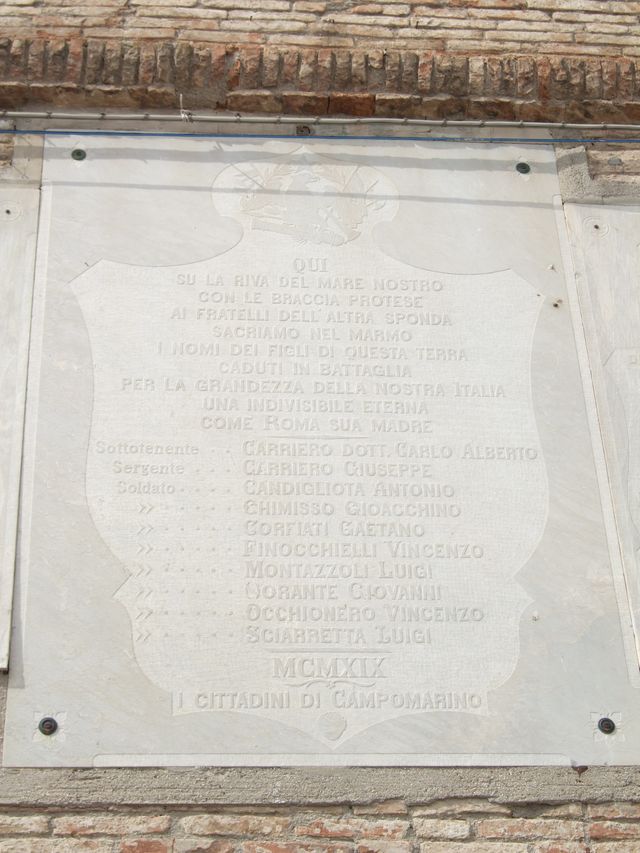 QUI
SU LA RIVA DEL MARE NOSTRO
CON LE BRACCIA PROTESE
AI FRATELLI DELL'ALTRA SPONDA
SACRIAMO NEL MARMO
I NOMI DEI FIGLI DI QUESTA TERRA
CADUTI IN BATTAGLIA
PER LA GRANDEZZA DELLA NOSTRA ITALIA
UNA INDIVISIBILE ETERNA
COME ROMA SUA MADRE
Sottotenente . . CARRIERO DOTT. CARLO ALBERTO
Sergente . . . . CARRIERO GIUSEPPE
Soldato . . . . . CANDIGLIOTA ANTONIO
» . . . . . CHIMISSO GIOACCHINO
» . . . . . CORFIATI GAETANO
» . . . . . FINOCCHIELLI VINCENZO
» . . . . . MONTAZZOLI LUIGI
» . . . . . IORANTE GIOVANNI
» . . . . . OCCHIONERO VINCENZO
» . . . . . SCIARRETTA LUIGI
MCMXIX
I CITTADINI DI CAMPOMARINO